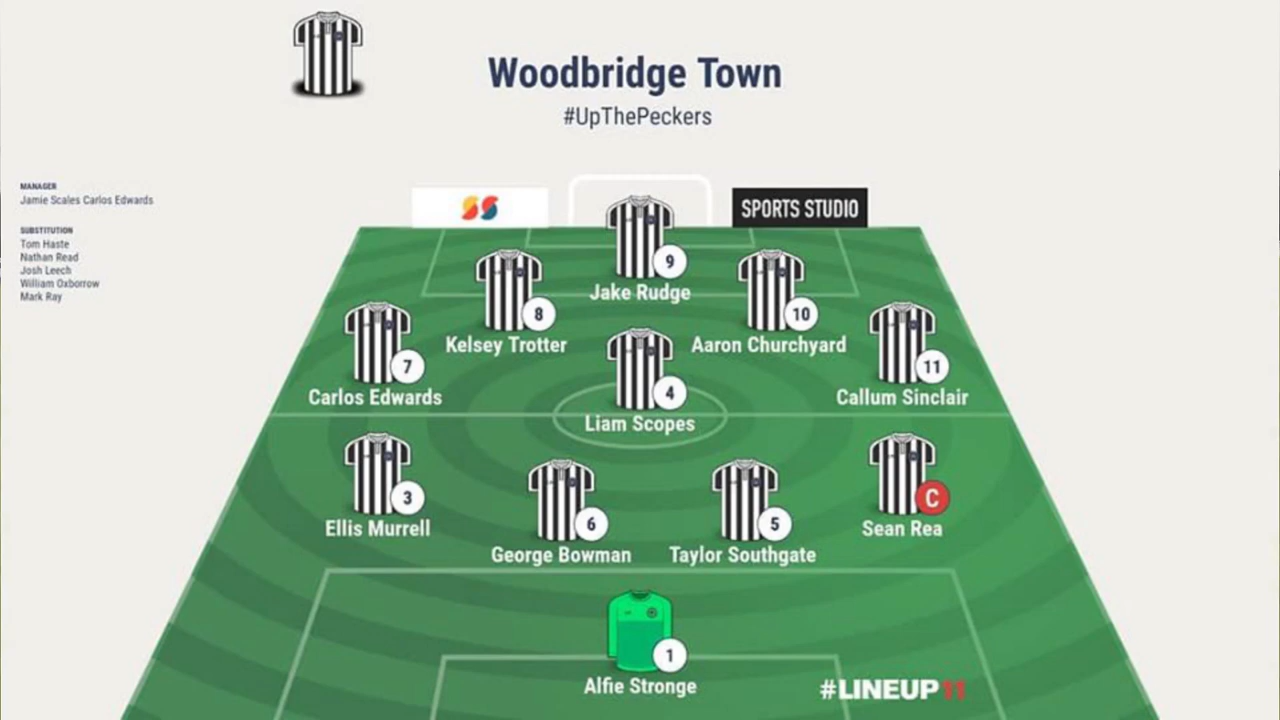 Woodbridge Town
#UpThePeckers
MANAGER
Jamie Scales Carlos Edwards
SUBSTITUTION
Tom Haste
Nathan Read
Josh Leech
William Oxborrow
Mark Ray
SS
SPORTS STUDIO
9
Jake Rudge
8
Kelsey Trotter
10
Aaron Churchyard
7
Carlos Edwards
4
Liam Scopes
11
Callum Sinclair
3
Ellis Murrell
6
George Bowman
5
Taylor Southgate
C
Sean Rea
1
Alfie Stronge
#LINEUP11